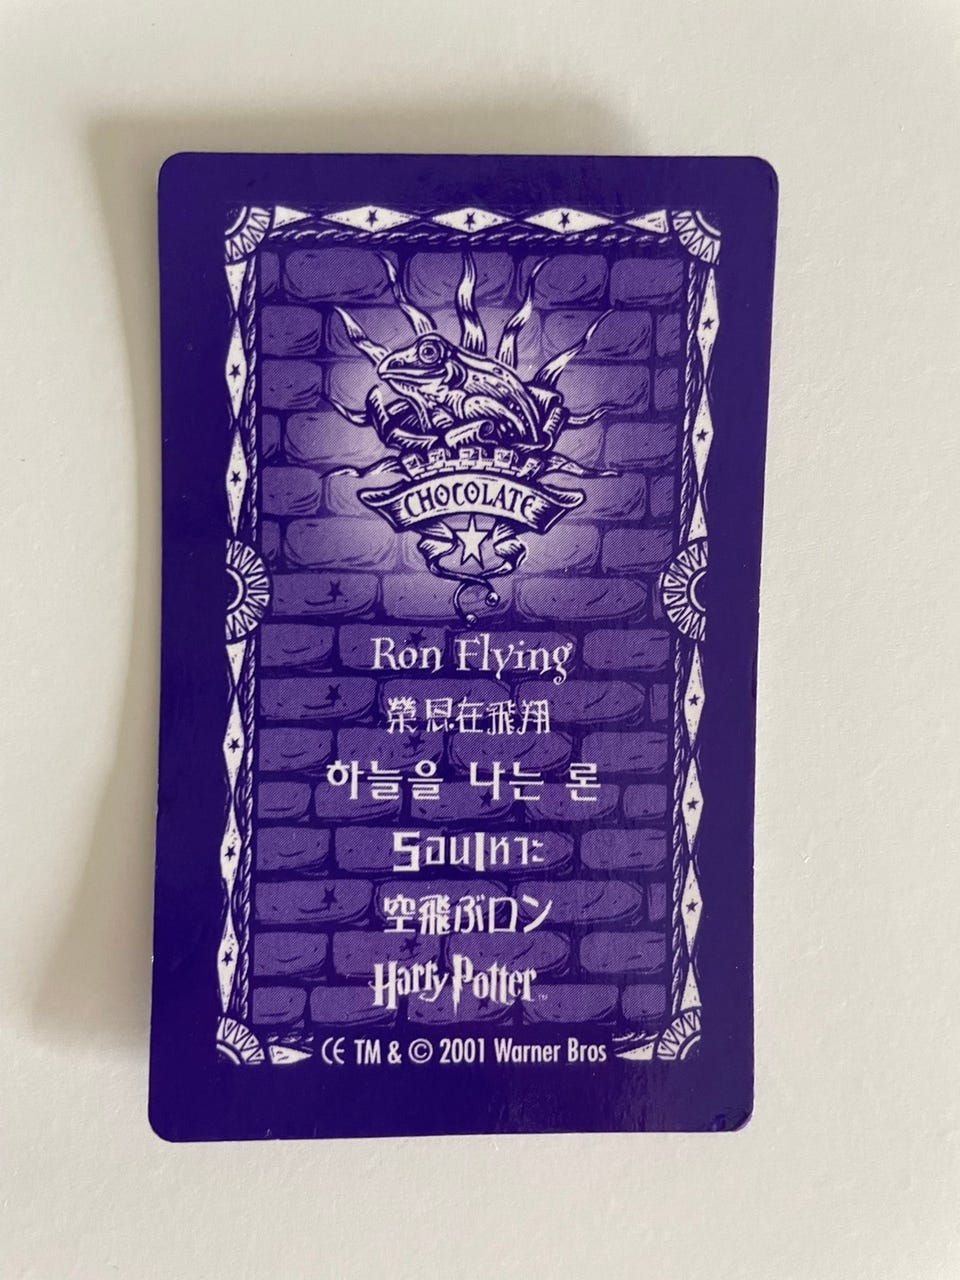 CHOCOLATE
Ron Flying
榮恩在飛翔
하늘을 나는 론
รอนเหาะ
空飛ぶロン
Harry Potter™
CE TM & © 2001 Warner Bros